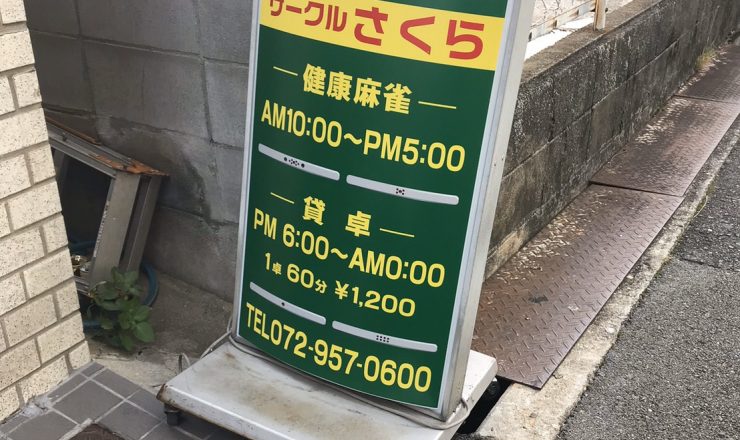 サークル さくら
健康麻雀
AM10:00～PM5:00
貸 卓
PM 6:00～AM0:00
1卓 60分 ¥1,200
TEL072-957-0600